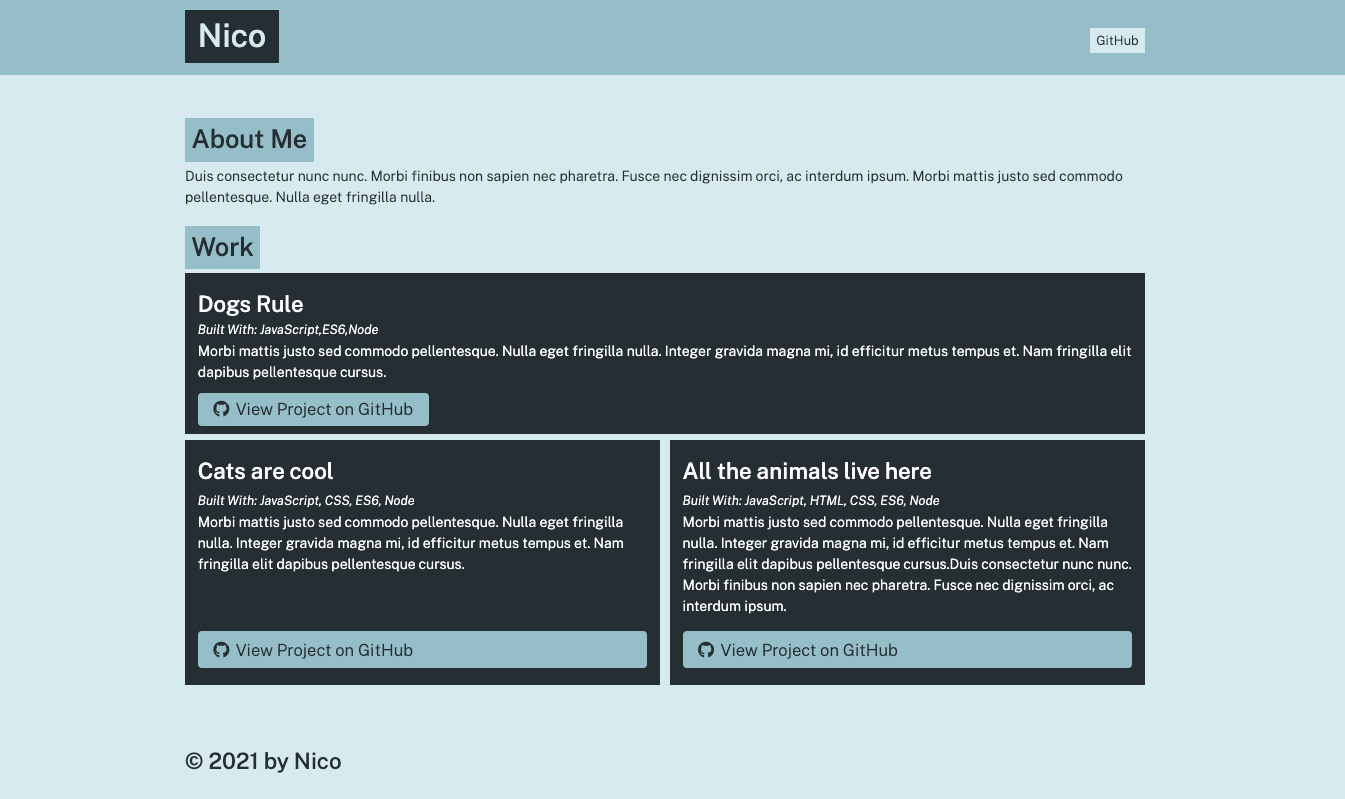 Nico
GitHub
About Me
Duis consectetur nunc nunc. Morbi finibus non sapien nec pharetra. Fusce nec dignissim orci, ac interdum ipsum. Morbi mattis justo sed commodo
pellentesque. Nulla eget fringilla nulla.
Work
Dogs Rule
Built With: JavaScript,ES6,Node
Morbi mattis justo sed commodo pellentesque. Nulla eget fringilla nulla. Integer gravida magna mi, id efficitur metus tempus et. Nam fringilla elit
dapibus pellentesque cursus.
View Project on GitHub
Cats are cool
Built With: JavaScript, CSS, ES6, Node
Morbi mattis justo sed commodo pellentesque. Nulla eget fringilla
nulla. Integer gravida magna mi, id efficitur metus tempus et. Nam
fringilla elit dapibus pellentesque cursus.
View Project on GitHub
All the animals live here
Built With: JavaScript, HTML, CSS, ES6, Node
Morbi mattis justo sed commodo pellentesque. Nulla eget fringilla
nulla. Integer gravida magna mi, id efficitur metus tempus et. Nam
fringilla elit dapibus pellentesque cursus.Duis consectetur nunc nunc.
Morbi finibus non sapien nec pharetra. Fusce nec dignissim orci, ac
interdum ipsum.
View Project on GitHub
© 2021 by Nico